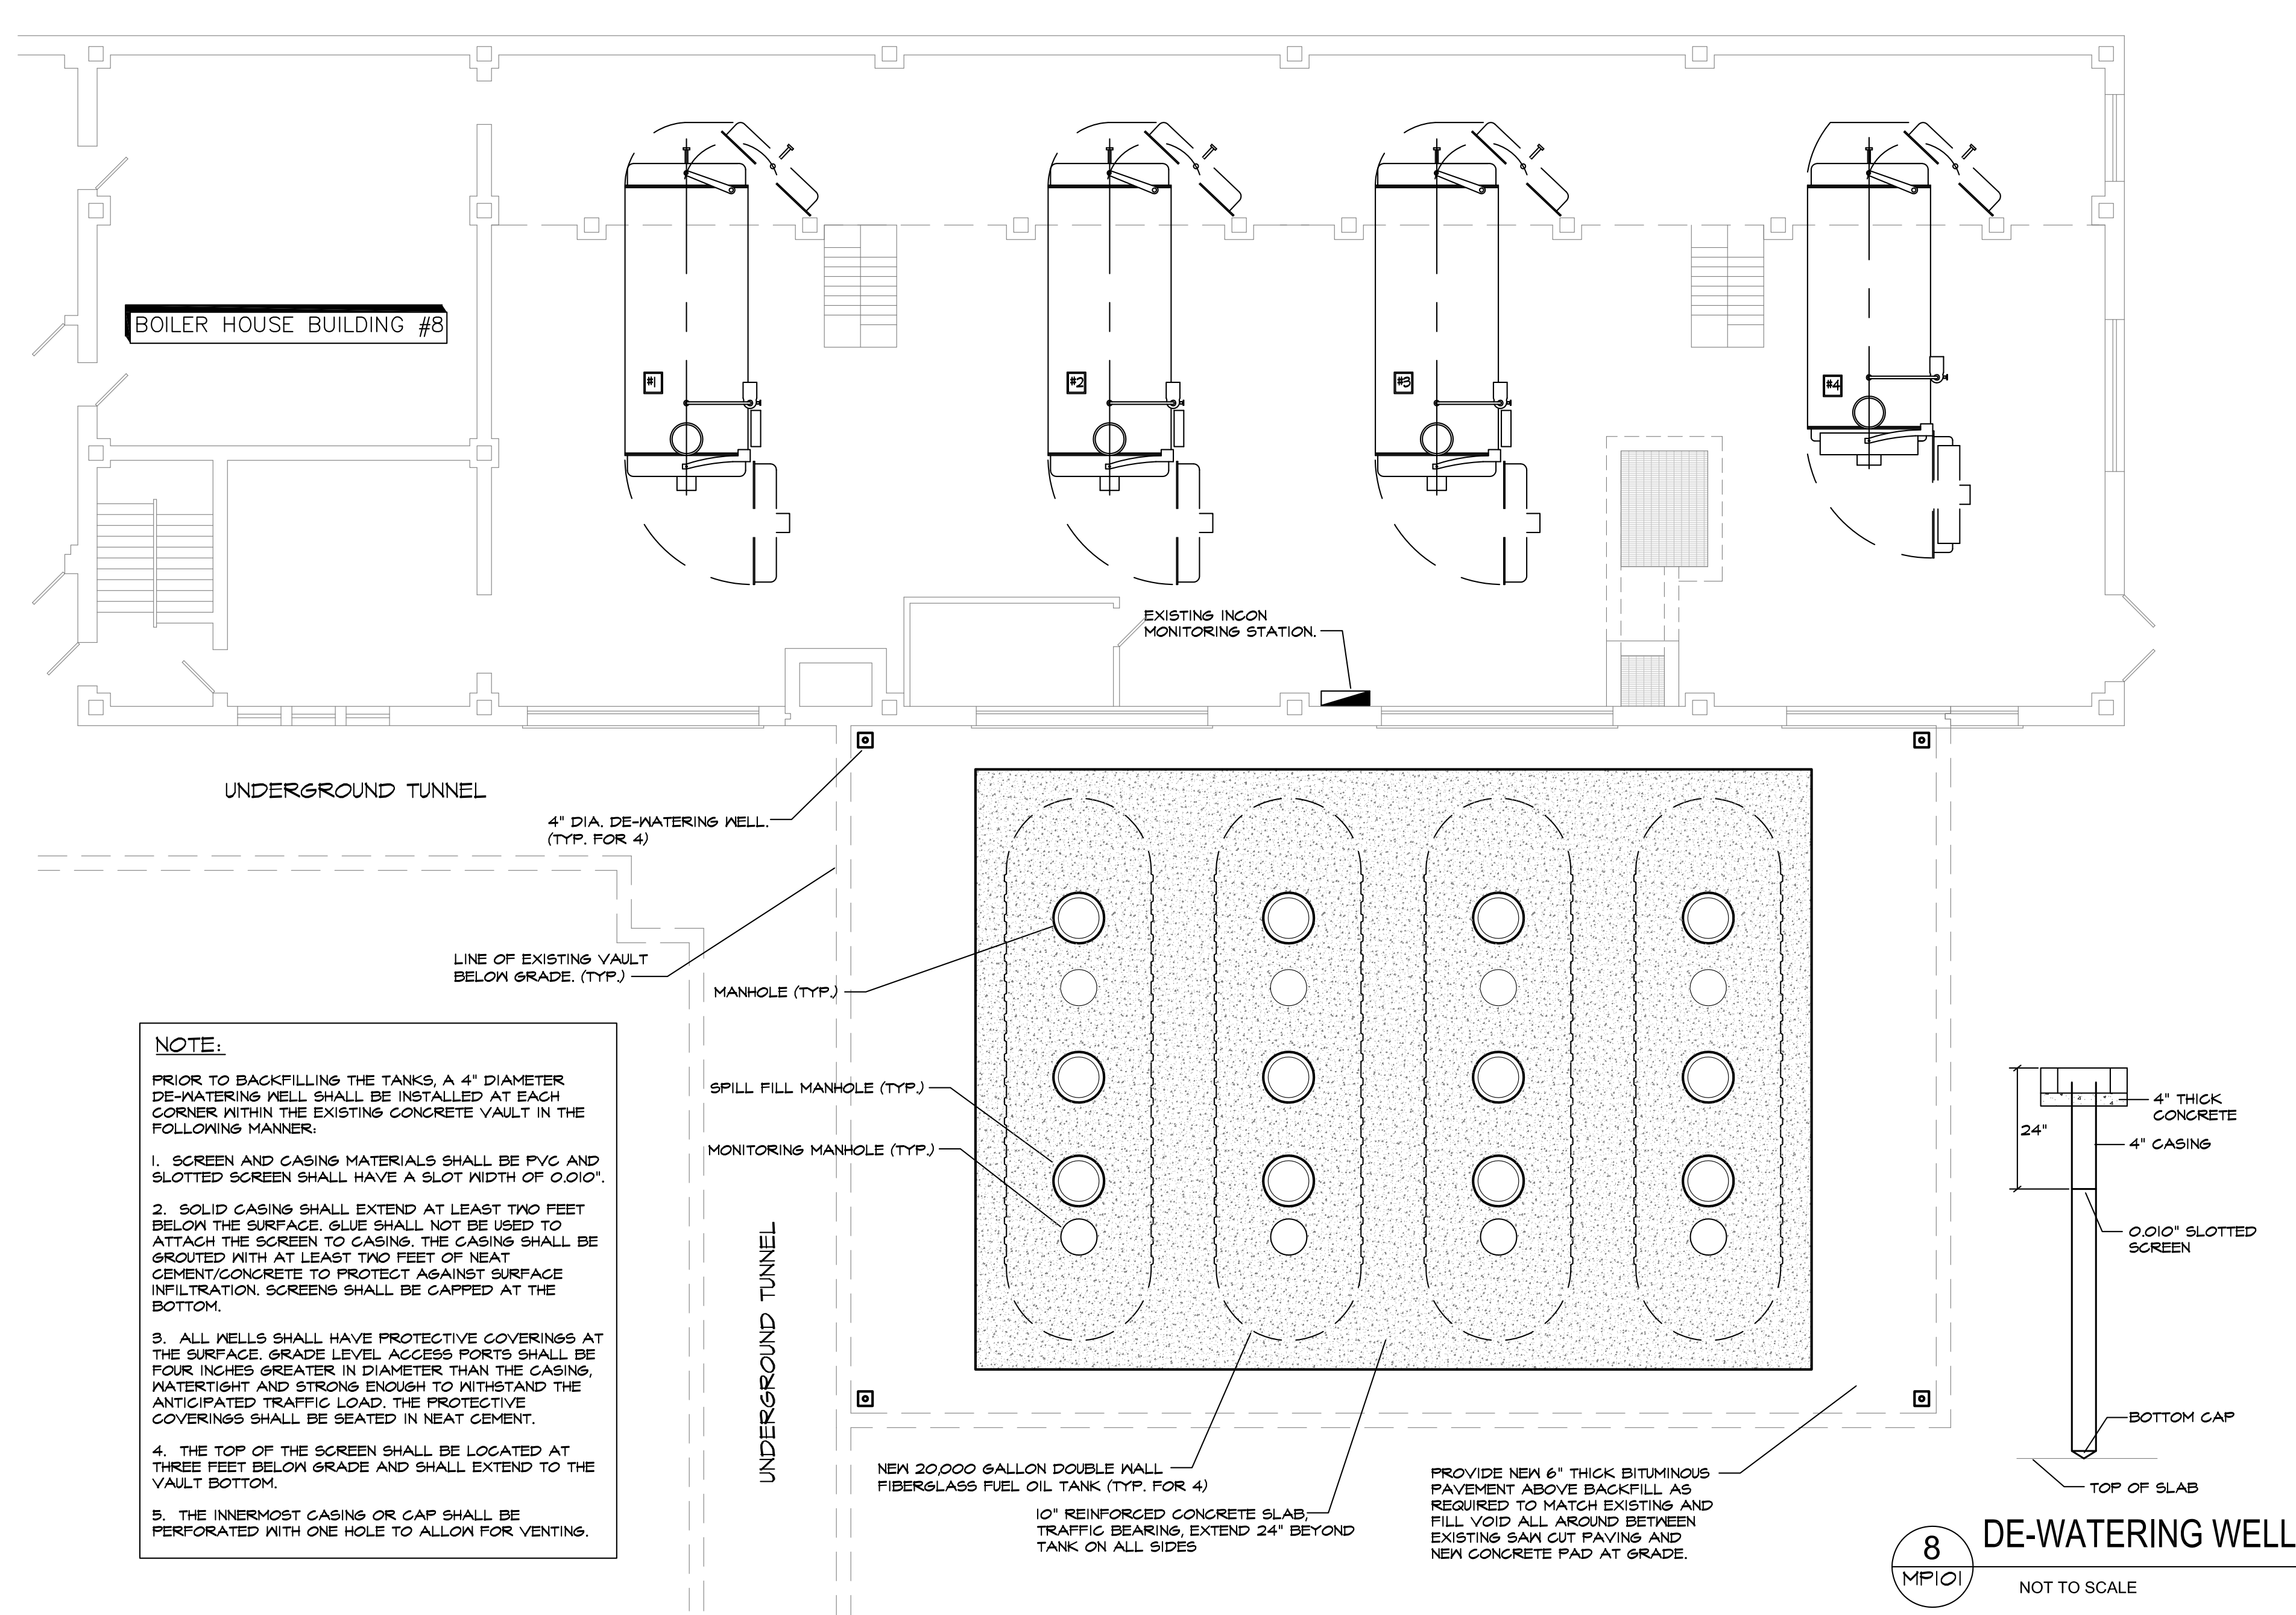 BOILER HOUSE BUILDING #8
#1
#2
#3
#4
EXISTING INCON
MONITORING STATION.
UNDERGROUND TUNNEL
4" DIA. DE-WATERING WELL.
(TYP. FOR 4)
LINE OF EXISTING VAULT
BELOW GRADE. (TYP.)
MANHOLE (TYP.)
SPILL FILL MANHOLE (TYP.)
MONITORING MANHOLE (TYP.)
UNDERGROUND TUNNEL
NOTE:
PRIOR TO BACKFILLING THE TANKS, A 4" DIAMETER
DE-WATERING WELL SHALL BE INSTALLED AT EACH
CORNER WITHIN THE EXISTING CONCRETE VAULT IN THE
FOLLOWING MANNER:
1. SCREEN AND CASING MATERIALS SHALL BE PVC AND
SLOTTED SCREEN SHALL HAVE A SLOT WIDTH OF 0.010".
2. SOLID CASING SHALL EXTEND AT LEAST TWO FEET
BELOW THE SURFACE. GLUE SHALL NOT BE USED TO
ATTACH THE SCREEN TO CASING. THE CASING SHALL BE
GROUTED WITH AT LEAST TWO FEET OF NEAT
CEMENT/CONCRETE TO PROTECT AGAINST SURFACE
INFILTRATION. SCREENS SHALL BE CAPPED AT THE
BOTTOM.
3. ALL WELLS SHALL HAVE PROTECTIVE COVERINGS AT
THE SURFACE. GRADE LEVEL ACCESS PORTS SHALL BE
FOUR INCHES GREATER IN DIAMETER THAN THE CASING,
WATERTIGHT AND STRONG ENOUGH TO WITHSTAND THE
ANTICIPATED TRAFFIC LOAD. THE PROTECTIVE
COVERINGS SHALL BE SEATED IN NEAT CEMENT.
4. THE TOP OF THE SCREEN SHALL BE LOCATED AT
THREE FEET BELOW GRADE AND SHALL EXTEND TO THE
VAULT BOTTOM.
5. THE INNERMOST CASING OR CAP SHALL BE
PERFORATED WITH ONE HOLE TO ALLOW FOR VENTING.
NEW 20,000 GALLON DOUBLE WALL
FIBERGLASS FUEL OIL TANK (TYP. FOR 4)
10" REINFORCED CONCRETE SLAB,
TRAFFIC BEARING, EXTEND 24" BEYOND
TANK ON ALL SIDES
PROVIDE NEW 6" THICK BITUMINOUS
PAVEMENT ABOVE BACKFILL AS
REQUIRED TO MATCH EXISTING AND
FILL VOID ALL AROUND BETWEEN
EXISTING SAW CUT PAVING AND
NEW CONCRETE PAD AT GRADE.
24"
4" THICK
CONCRETE
4" CASING
0.010" SLOTTED
SCREEN
BOTTOM CAP
TOP OF SLAB
8
MP101
DE-WATERING WELL
NOT TO SCALE